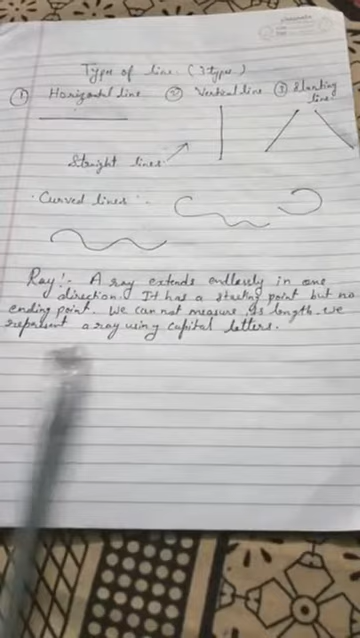 Type of line. (3 types)
① Horizontal line ② Vertical line ③ Slanting line.
Straight lines
Curved lines :-
Ray :- A ray extends endlessly in one
direction. It has a starting point but no
ending point. We can not measure its length. We
represent a ray using capital letters.